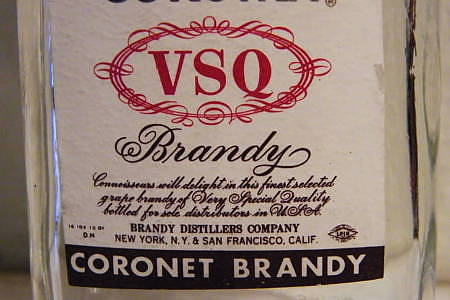 CORONET®
VSQ
Brandy
Connoisseurs will delight in this finest selected
grape brandy of Very Special Quality
bottled for sole distributors in U.S.A.
BRANDY DISTILLERS COMPANY
NEW YORK, N.Y. & SAN FRANCISCO, CALIF.
D.N
CORONET BRANDY